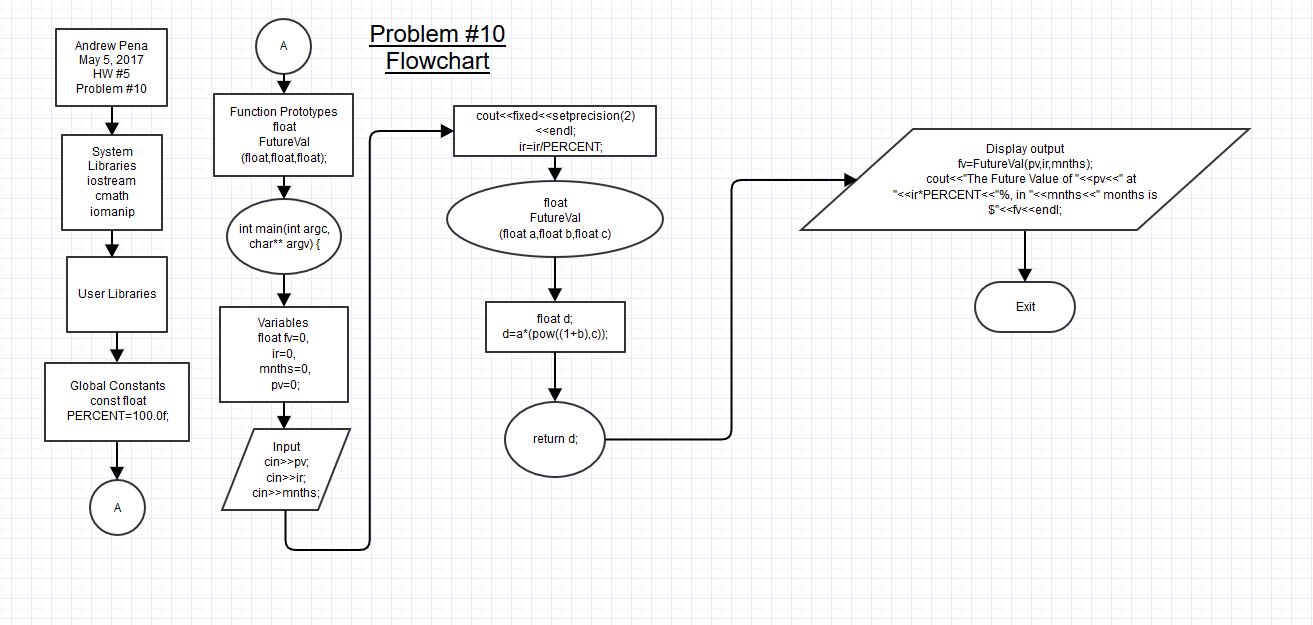 Problem #10
Flowchart
Andrew Pena
May 5, 2017
HW #5
Problem #10
System
Libraries
iostream
cmath
iomanip
User Libraries
Global Constants
const float
PERCENT=100.0f;
A
A
Function Prototypes
float
FutureVal
(float,float,float);
int main(int argc,
char** argv) {
Variables
float fv=0,
ir=0,
mnths=0,
pv=0;
Input
cin>>pv;
cin>>ir;
cin>>mnths;
cout<<fixed<<setprecision(2)
<<endl;
ir=ir/PERCENT;
float
FutureVal
(float a,float b,float c)
float d;
d=a*(pow((1+b),c));
return d;
Display output
fv=FutureVal(pv,ir,mnths);
cout<<"The Future Value of "<<pv<<" at
"<<ir*PERCENT<<"%, in "<<mnths<<" months is
$"<<fv<<endl;
Exit